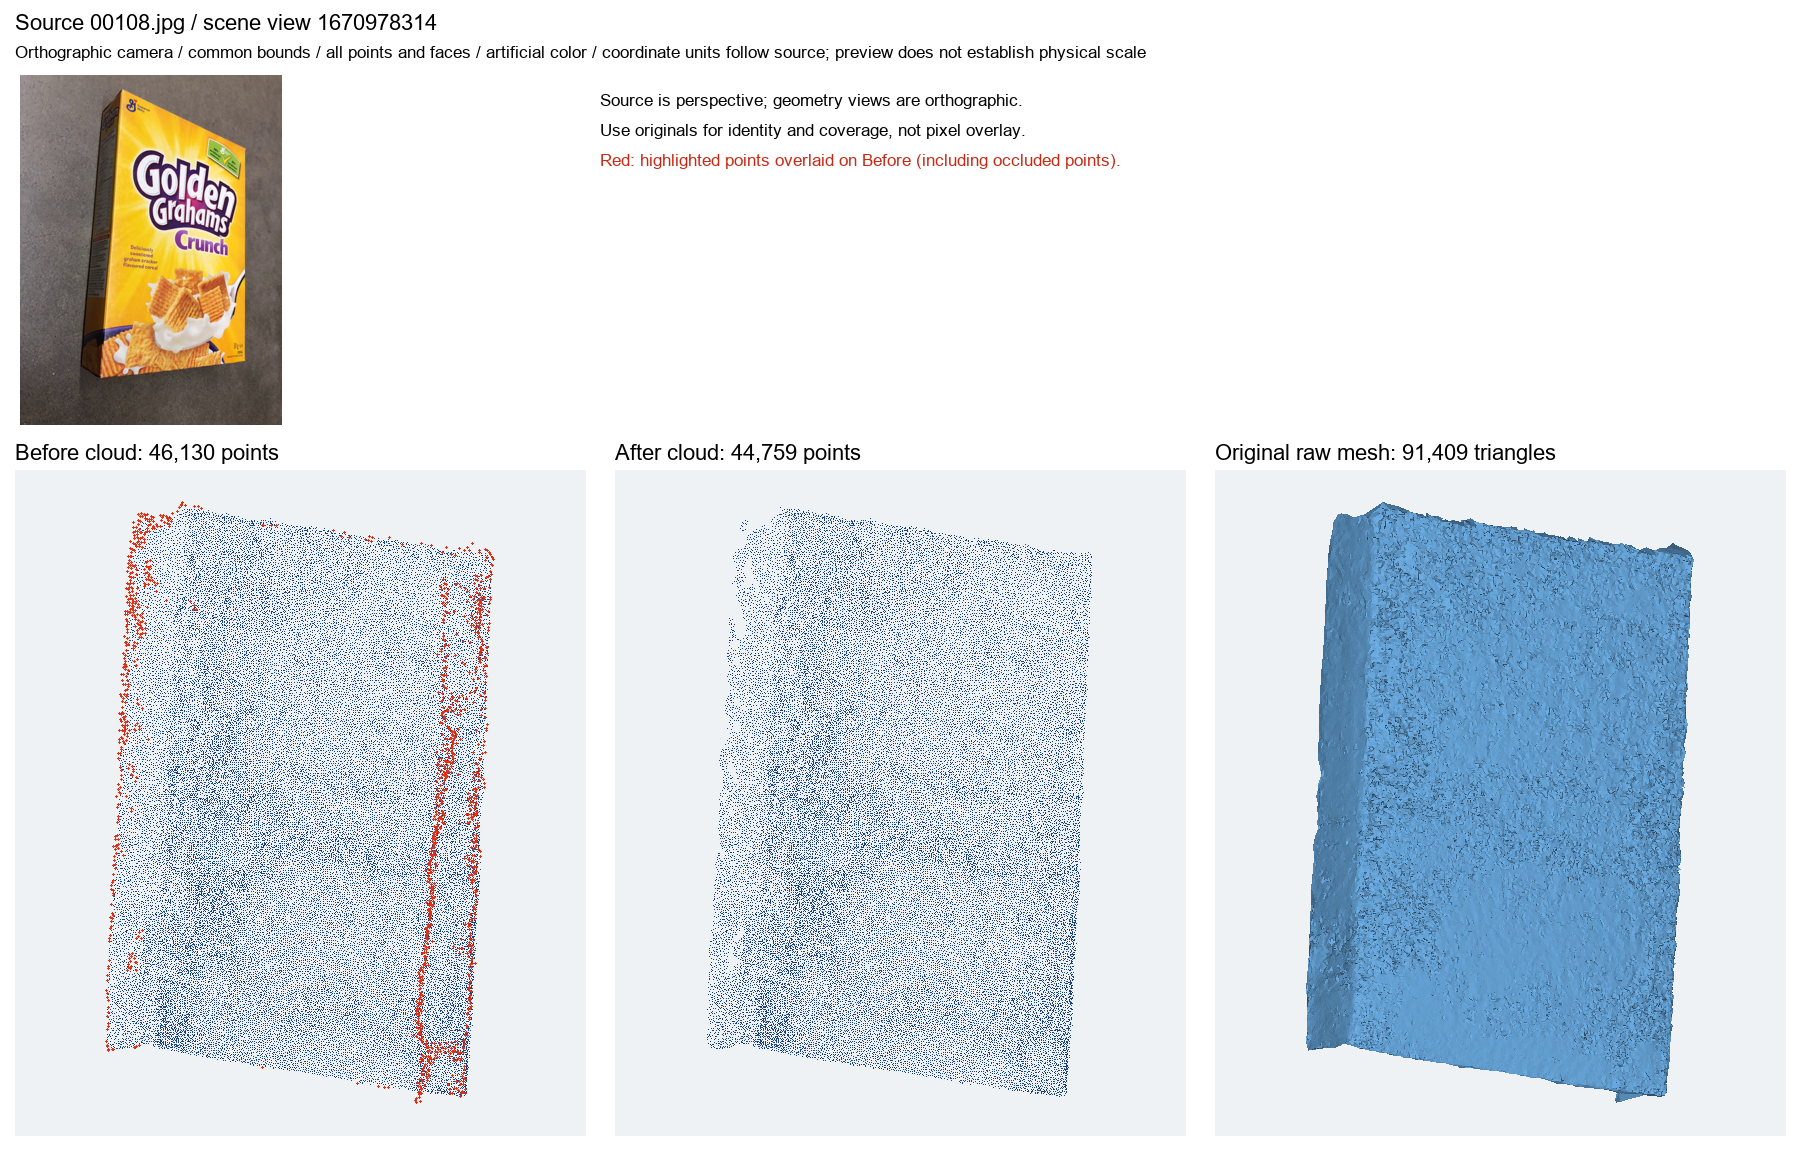 Source 00108.jpg / scene view 1670978314
Orthographic camera / common bounds / all points and faces / artificial color / coordinate units follow source; preview does not establish physical scale
Source is perspective; geometry views are orthographic.
Use originals for identity and coverage, not pixel overlay.
Red: highlighted points overlaid on Before (including occluded points).
Golden
Grahams
Crunch
Before cloud: 46,130 points
After cloud: 44,759 points
Original raw mesh: 91,409 triangles